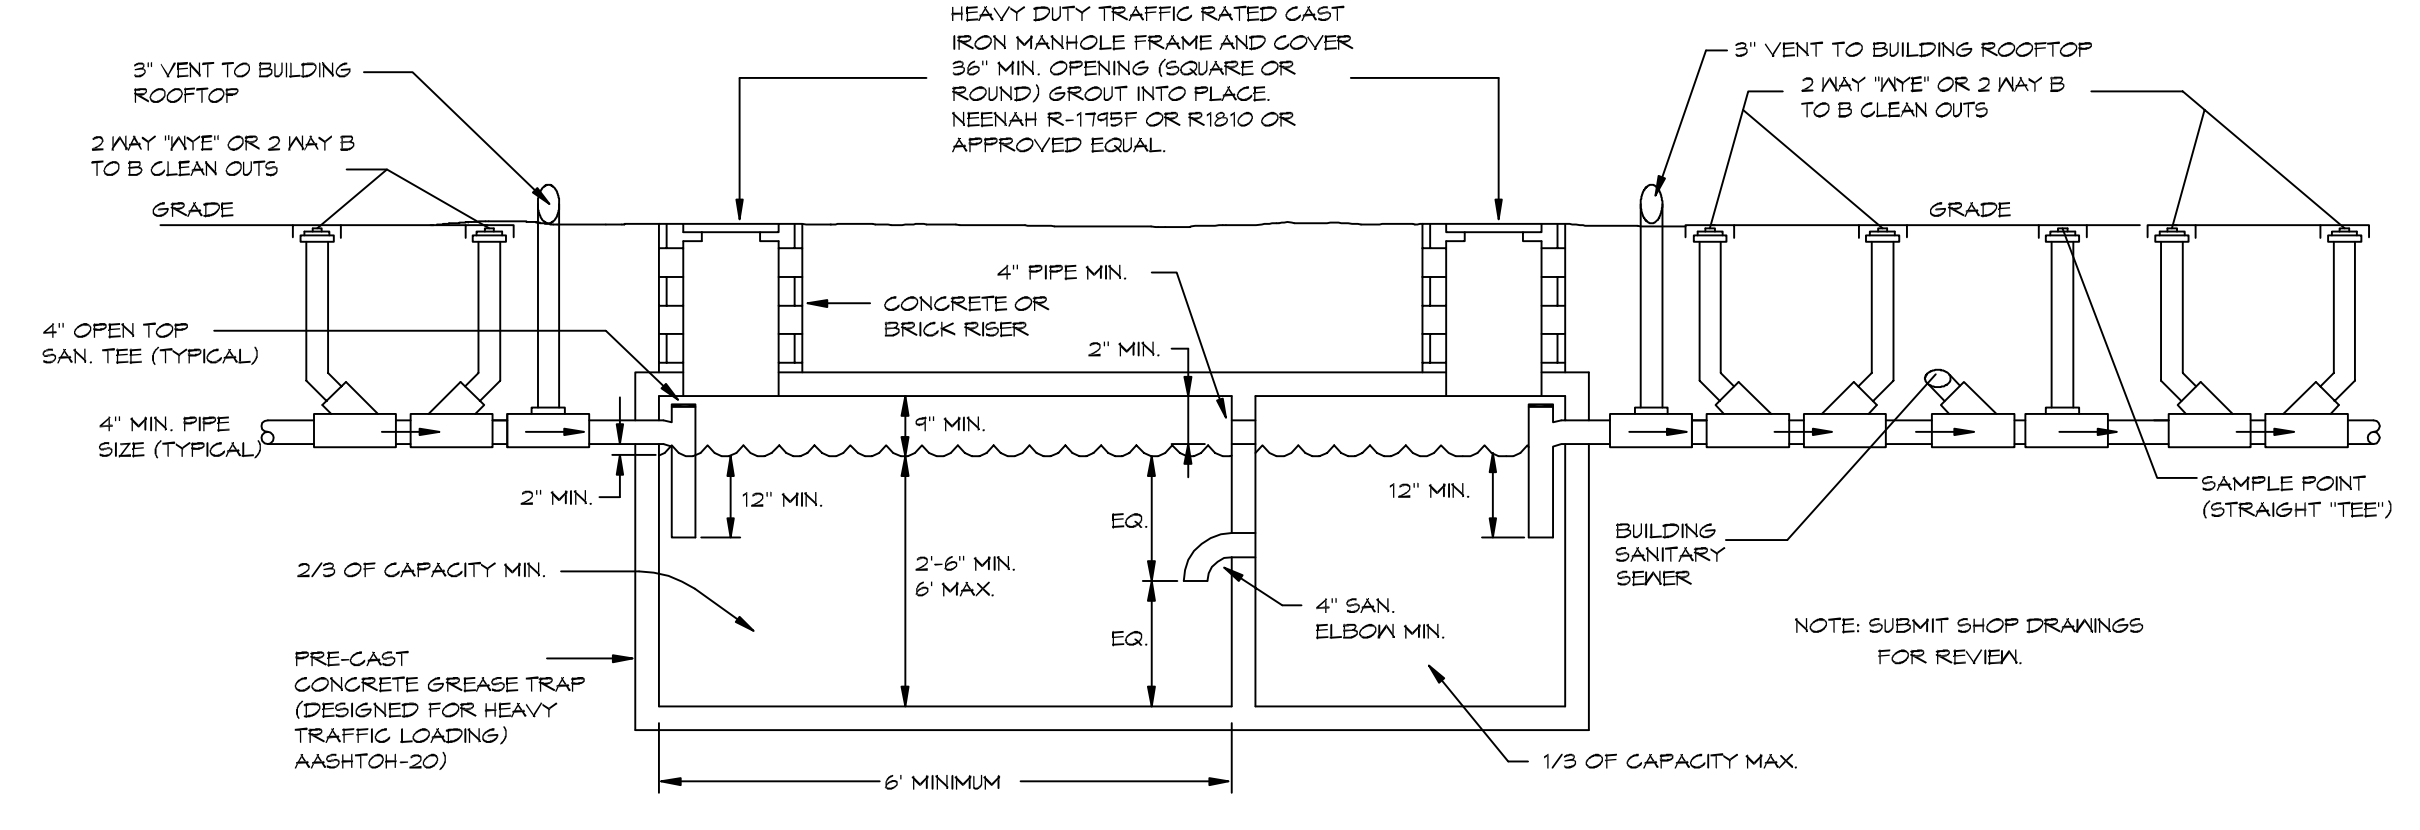 HEAVY DUTY TRAFFIC RATED CAST
IRON MANHOLE FRAME AND COVER
36" MIN. OPENING (SQUARE OR
ROUND) GROUT INTO PLACE.
NEENAH R-1795F OR R1810 OR
APPROVED EQUAL.
3" VENT TO BUILDING
ROOFTOP
2 WAY "WYE" OR 2 WAY B
TO B CLEAN OUTS
GRADE
3" VENT TO BUILDING ROOFTOP
2 WAY "WYE" OR 2 WAY B
TO B CLEAN OUTS
GRADE
4" PIPE MIN.
CONCRETE OR
BRICK RISER
4" OPEN TOP
SAN. TEE (TYPICAL)
2" MIN.
4" MIN. PIPE
SIZE (TYPICAL)
9" MIN.
2" MIN.
12" MIN.
12" MIN.
EQ.
SAMPLE POINT
(STRAIGHT "TEE")
BUILDING
SANITARY
SEWER
2/3 OF CAPACITY MIN.
2'-6" MIN.
6' MAX.
4" SAN.
ELBOW MIN.
EQ.
NOTE: SUBMIT SHOP DRAWINGS
FOR REVIEW.
PRE-CAST
CONCRETE GREASE TRAP
(DESIGNED FOR HEAVY
TRAFFIC LOADING)
AASHTOH-20)
1/3 OF CAPACITY MAX.
6' MINIMUM